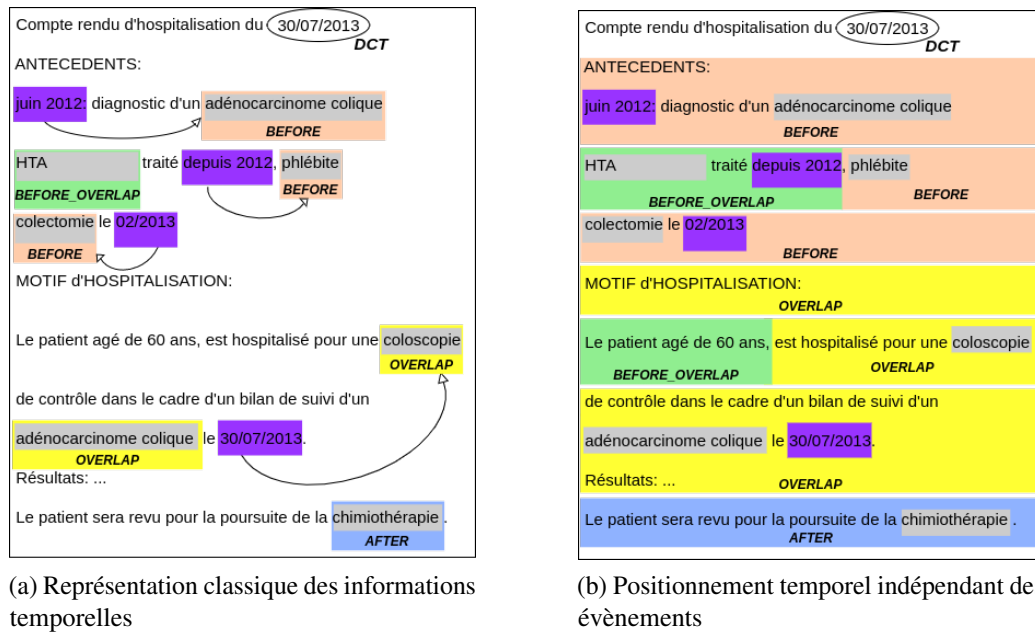 Compte rendu d'hospitalisation du 30/07/2013
DCT
ANTECEDENTS:
juin 2012: diagnostic d'un adénocarcinome colique
BEFORE
HTA traité depuis 2012, phlébite
BEFORE_OVERLAP BEFORE
colectomie le 02/2013
BEFORE
MOTIF d'HOSPITALISATION:
Le patient agé de 60 ans, est hospitalisé pour une coloscopie
OVERLAP
de contrôle dans le cadre d'un bilan de suivi d'un
adénocarcinome colique le 30/07/2013.
OVERLAP
Résultats: ...
Le patient sera revu pour la poursuite de la chimiothérapie .
AFTER
(a) Représentation classique des informations
temporelles
Compte rendu d'hospitalisation du 30/07/2013
DCT
ANTECEDENTS:
juin 2012: diagnostic d'un adénocarcinome colique
BEFORE
HTA traité depuis 2012, phlébite
BEFORE_OVERLAP BEFORE
colectomie le 02/2013
BEFORE
MOTIF d'HOSPITALISATION:
OVERLAP
Le patient agé de 60 ans, est hospitalisé pour une coloscopie
BEFORE_OVERLAP OVERLAP
de contrôle dans le cadre d'un bilan de suivi d'un
adénocarcinome colique le 30/07/2013.
Résultats: ... OVERLAP
Le patient sera revu pour la poursuite de la chimiothérapie .
AFTER
(b) Positionnement temporel indépendant de
évènements